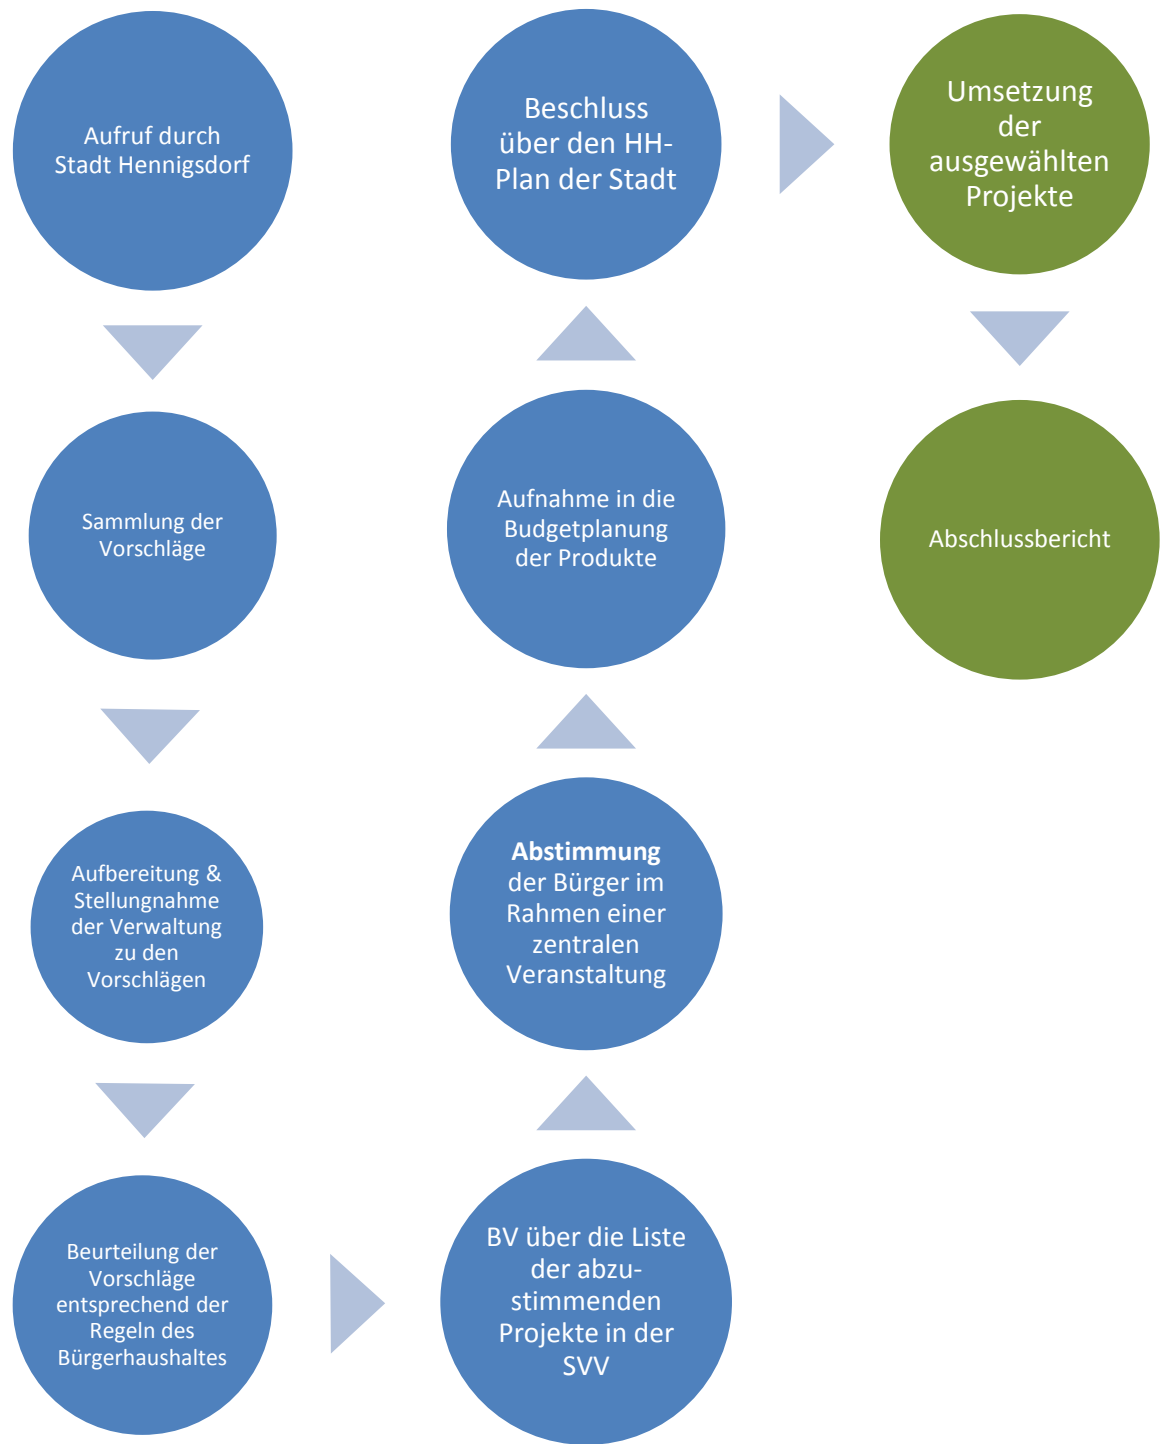 Aufruf durch
Stadt Hennigsdorf
Sammlung der
Vorschläge
Aufbereitung &
Stellungnahme
der Verwaltung
zu den
Vorschlägen
Beurteilung der
Vorschläge
entsprechend der
Regeln des
Bürgerhaushaltes
BV über die Liste
der abzu-
stimmenden
Projekte in der
SVV
Abstimmung
der Bürger im
Rahmen einer
zentralen
Veranstaltung
Aufnahme in die
Budgetplanung
der Produkte
Beschluss
über den HH-
Plan der Stadt
Umsetzung
der
ausgewählten
Projekte
Abschlussbericht